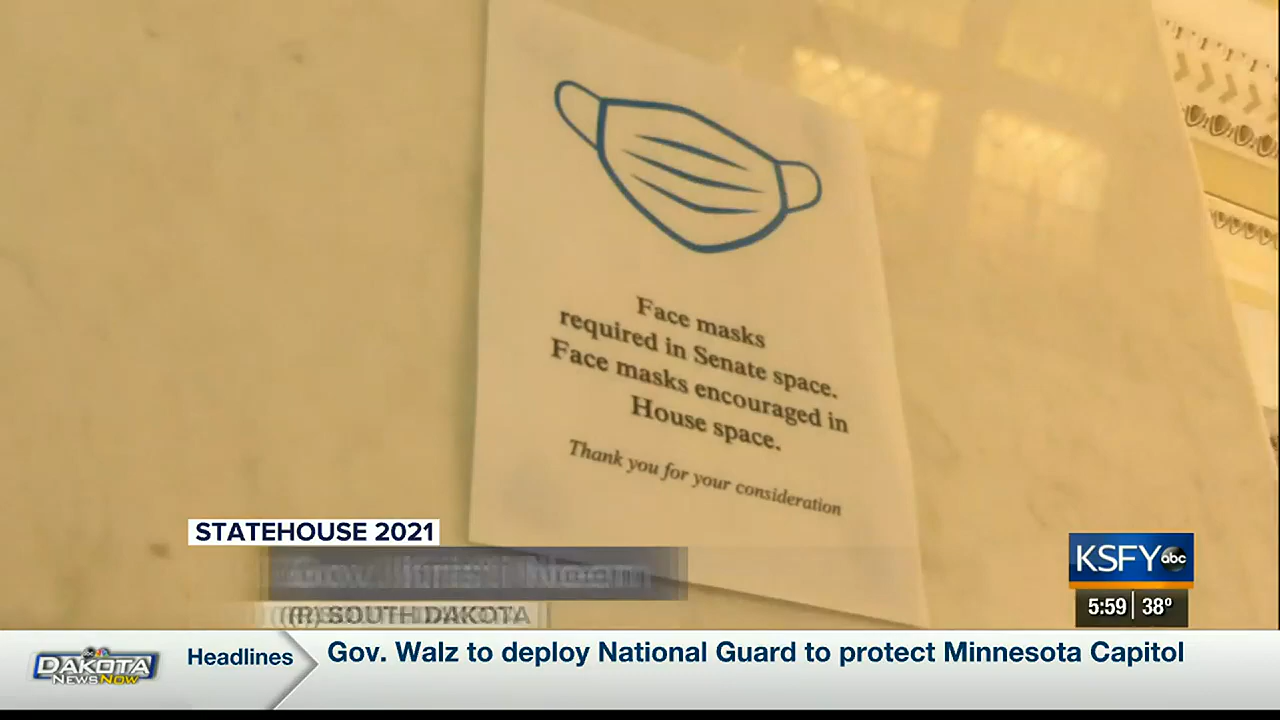 Face masks
required in Senate space.
Face masks encouraged in
House space.
Thank you for your consideration
STATEHOUSE 2021
(R) SOUTH DAKOTA
KSFY abc
5:59 38º
DAKOTA
NEWS NOW
Headlines
Gov. Walz to deploy National Guard to protect Minnesota Capitol